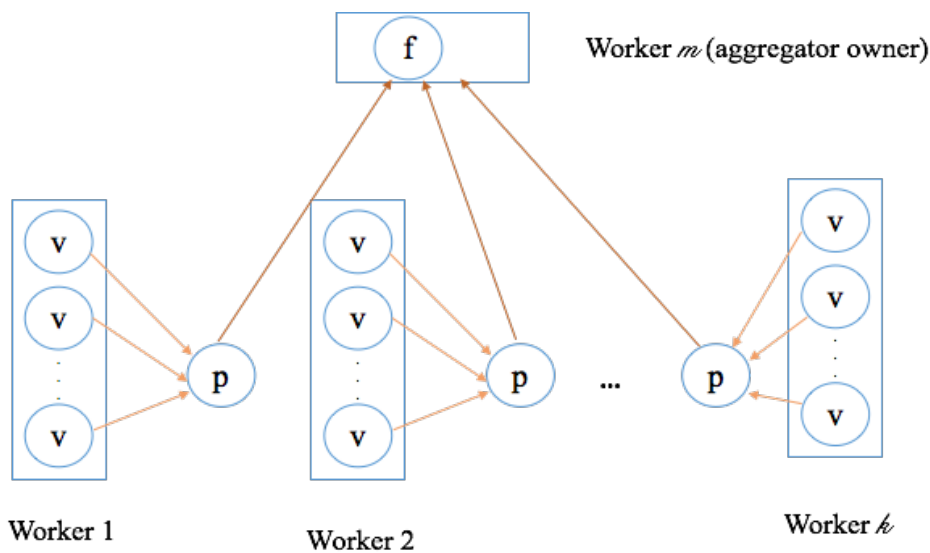 f
Worker m (aggregator owner)
v
v
v
p
v
v
v
p
...
p
v
v
v
Worker 1
Worker 2
Worker k